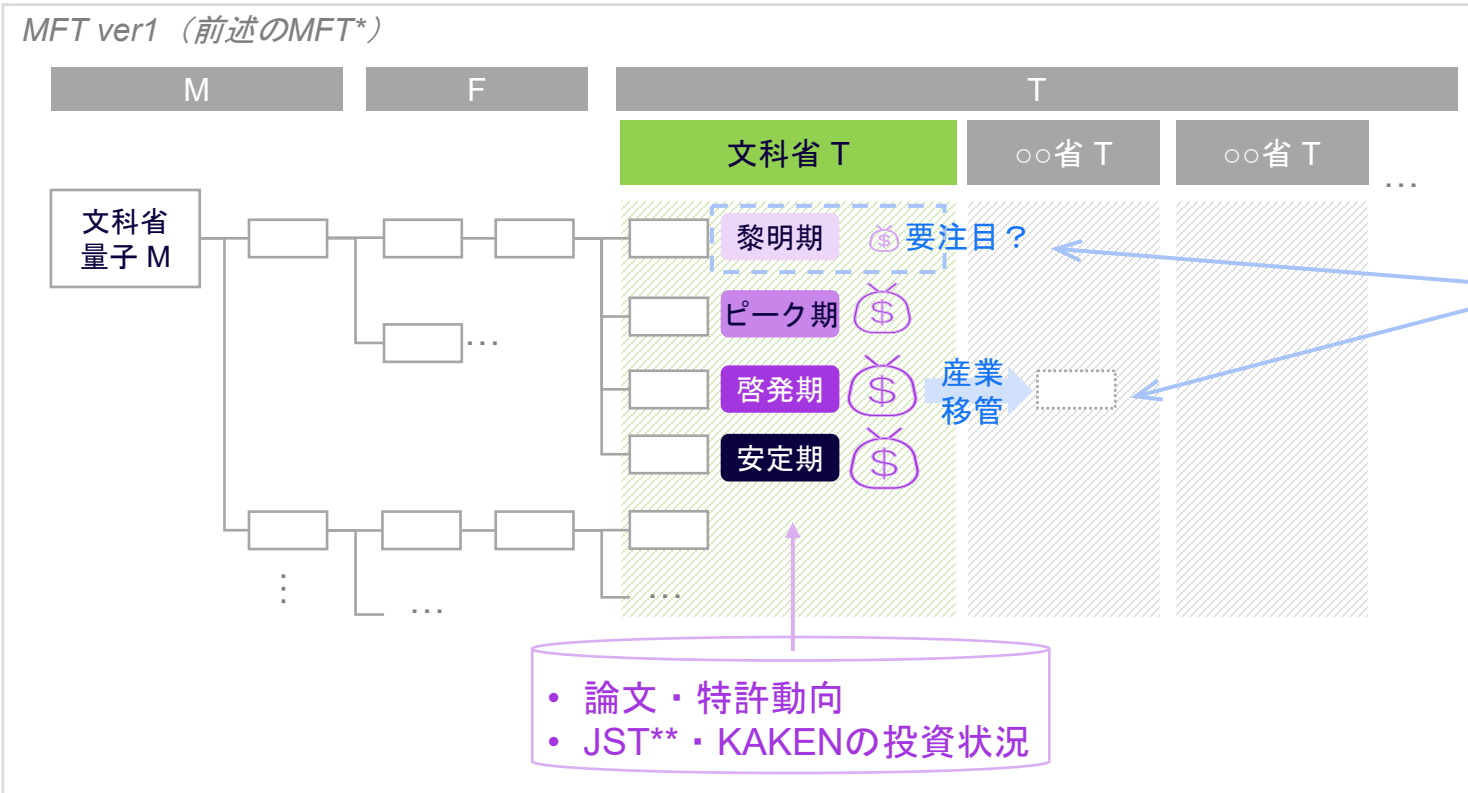 MFT ver1（前述のMFT*）
M
F
T
文科省 T
○○省 T
○○省 T
…
文科省
量子 M
黎明期
$
要注目？
ピーク期
$
…
啓発期
$
産業
移管
安定期
$
…
…
…
• 論文・特許動向
• JST**・KAKENの投資状況